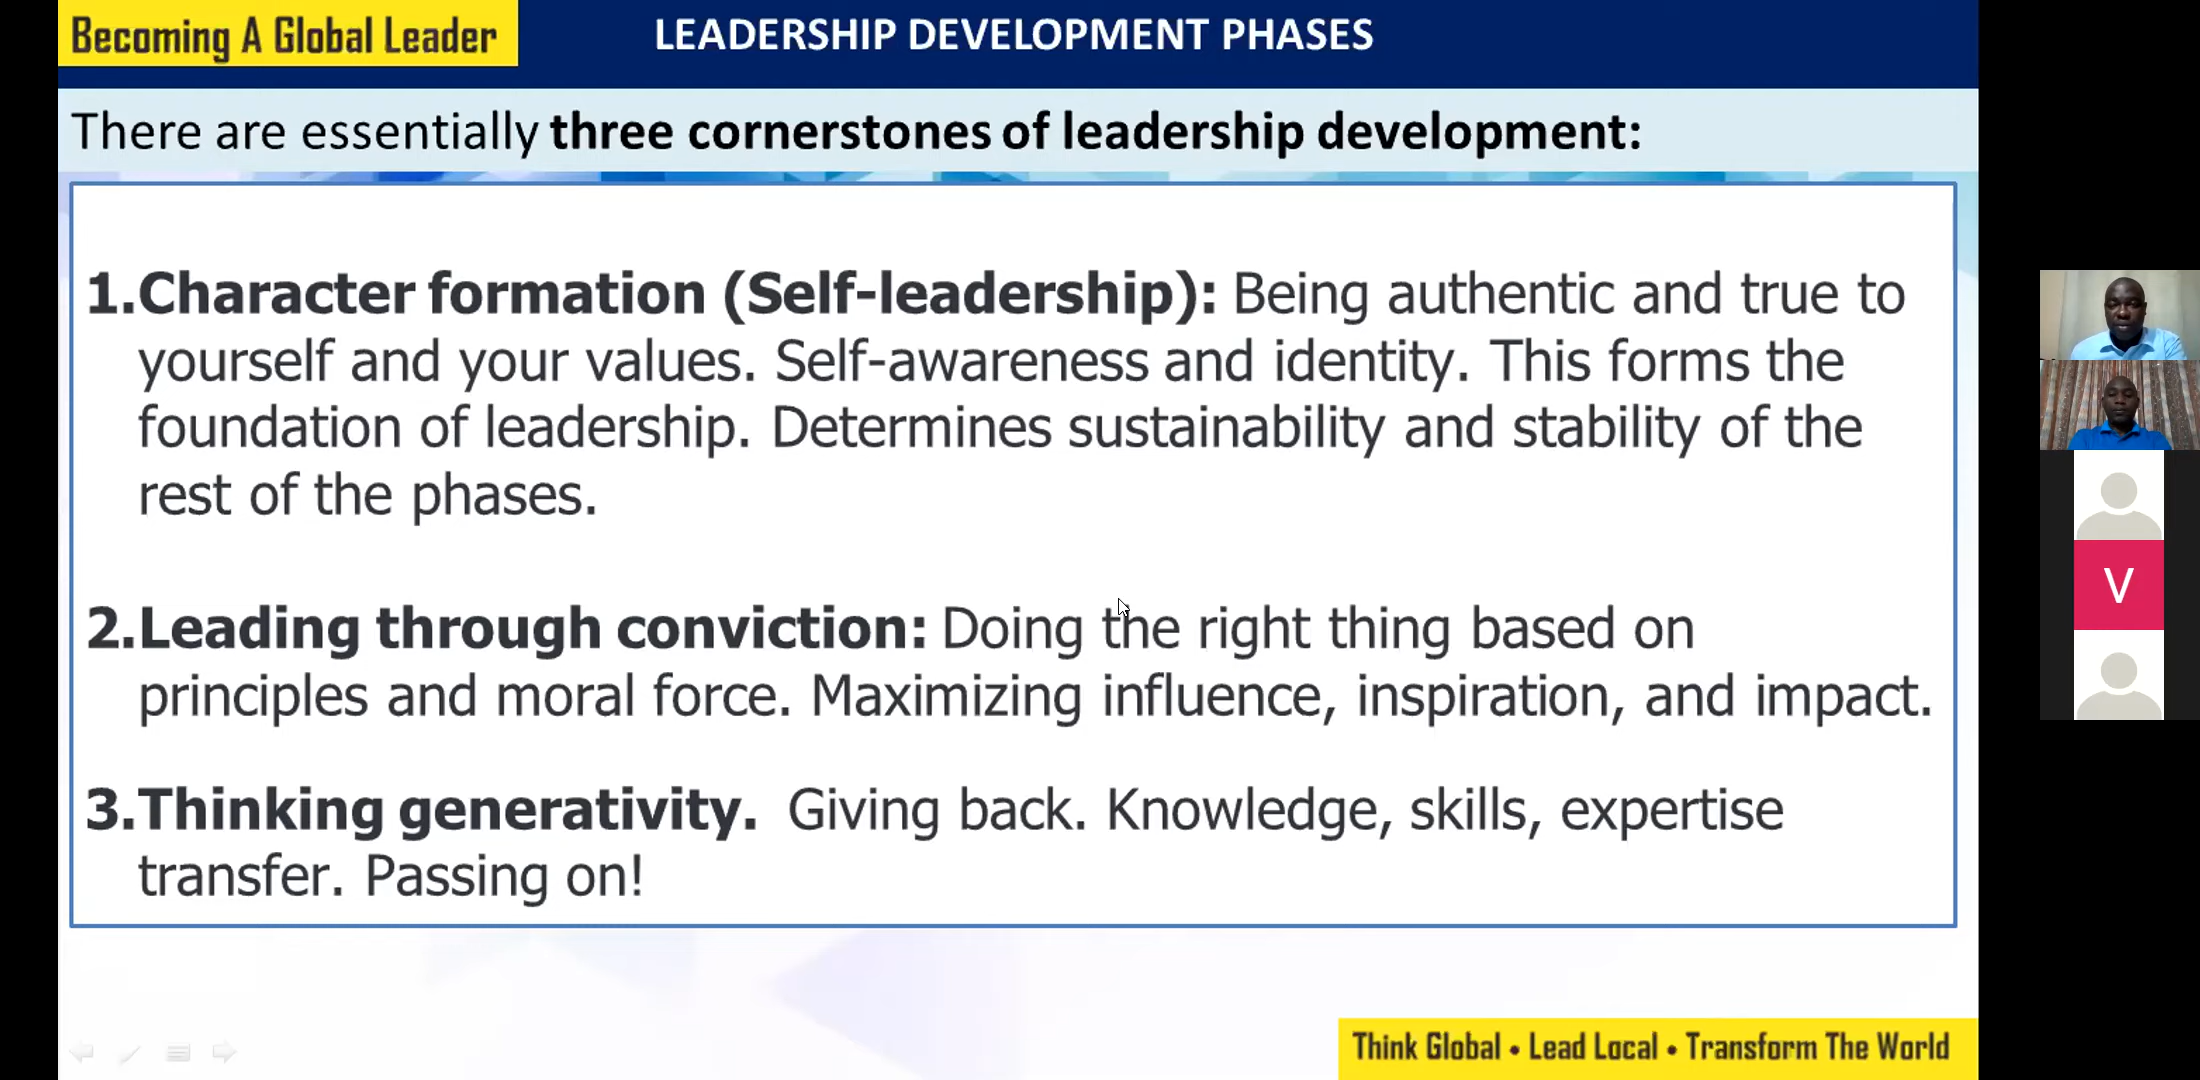 Becoming A Global Leader
LEADERSHIP DEVELOPMENT PHASES
There are essentially three cornerstones of leadership development:
1.Character formation (Self-leadership): Being authentic and true to
yourself and your values. Self-awareness and identity. This forms the
foundation of leadership. Determines sustainability and stability of the
rest of the phases.
2.Leading through conviction: Doing the right thing based on
principles and moral force. Maximizing influence, inspiration, and impact.
3.Thinking generativity. Giving back. Knowledge, skills, expertise
transfer. Passing on!
V
Think Global • Lead Local • Transform The World